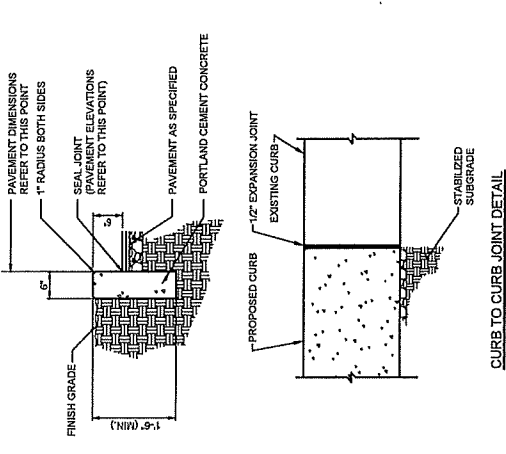 PAVEMENT DIMENSIONS
REFER TO THIS POINT
1" RADIUS BOTH SIDES
SEAL JOINT
(PAVEMENT ELEVATIONS
REFER TO THIS POINT)
PAVEMENT AS SPECIFIED
PORTLAND CEMENT CONCRETE
6"
6"
FINISH GRADE
1'-6" (MIN.)
PROPOSED CURB
1/2" EXPANSION JOINT
EXISTING CURB
STABILIZED
SUBGRADE
CURB TO CURB JOINT DETAIL